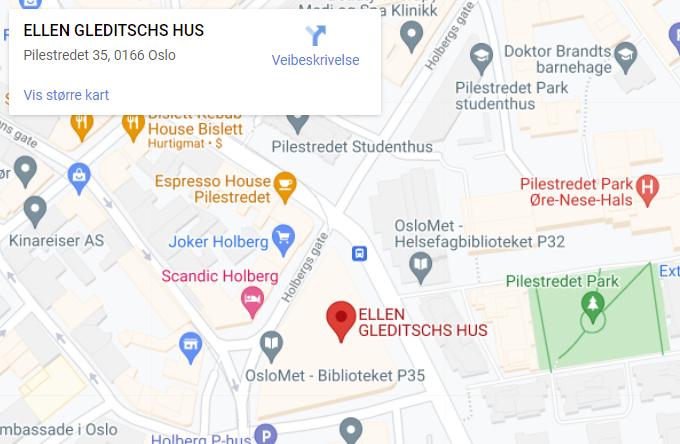 ELLEN GLEDITSCHS HUS
Pilestredet 35, 0166 Oslo
Veibeskrivelse
Vis større kart
Medi og Spa Klinikk
Holbergs gate
Doktor Brandts
barnehage
Pilestredet Park
studenthus
ens gate
Bislett Kebab
House Bislett
Hurtigmat • $
Pilestredet Studenthus
Espresso House
Pilestredet
Pilestredet Park
Øre-Nese-Hals
H
Kinareiser AS
Joker Holberg
OsloMet -
Helsefagbiblioteket P32
Scandic Holberg
Holbergs gate
Pilestredet Park
Ext
ELLEN
GLEDITSCHS HUS
OsloMet - Biblioteket P35
mbassade i Oslo
Holberg P-hus
P